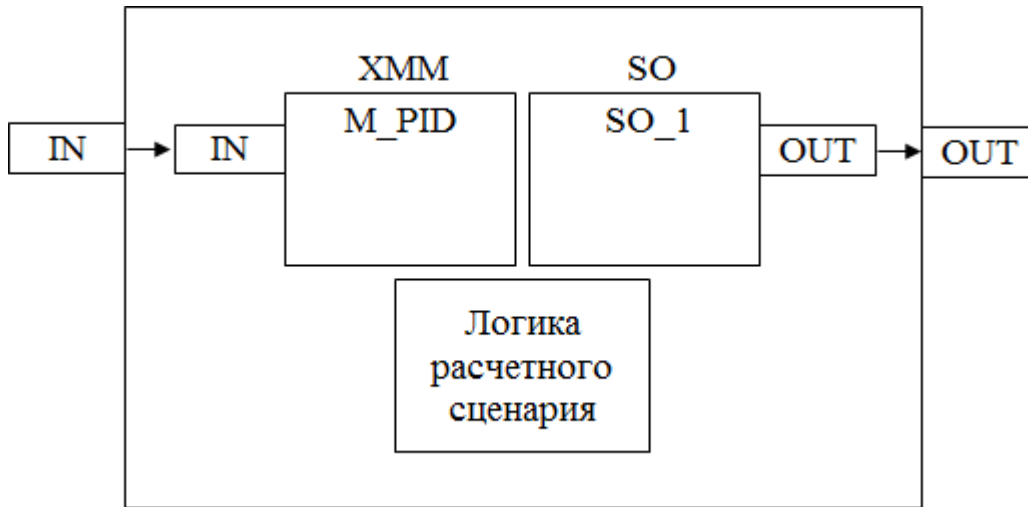 XMM
SO
M_PID
SO_1
IN
IN
OUT
OUT
Логика
расчетного
сценария